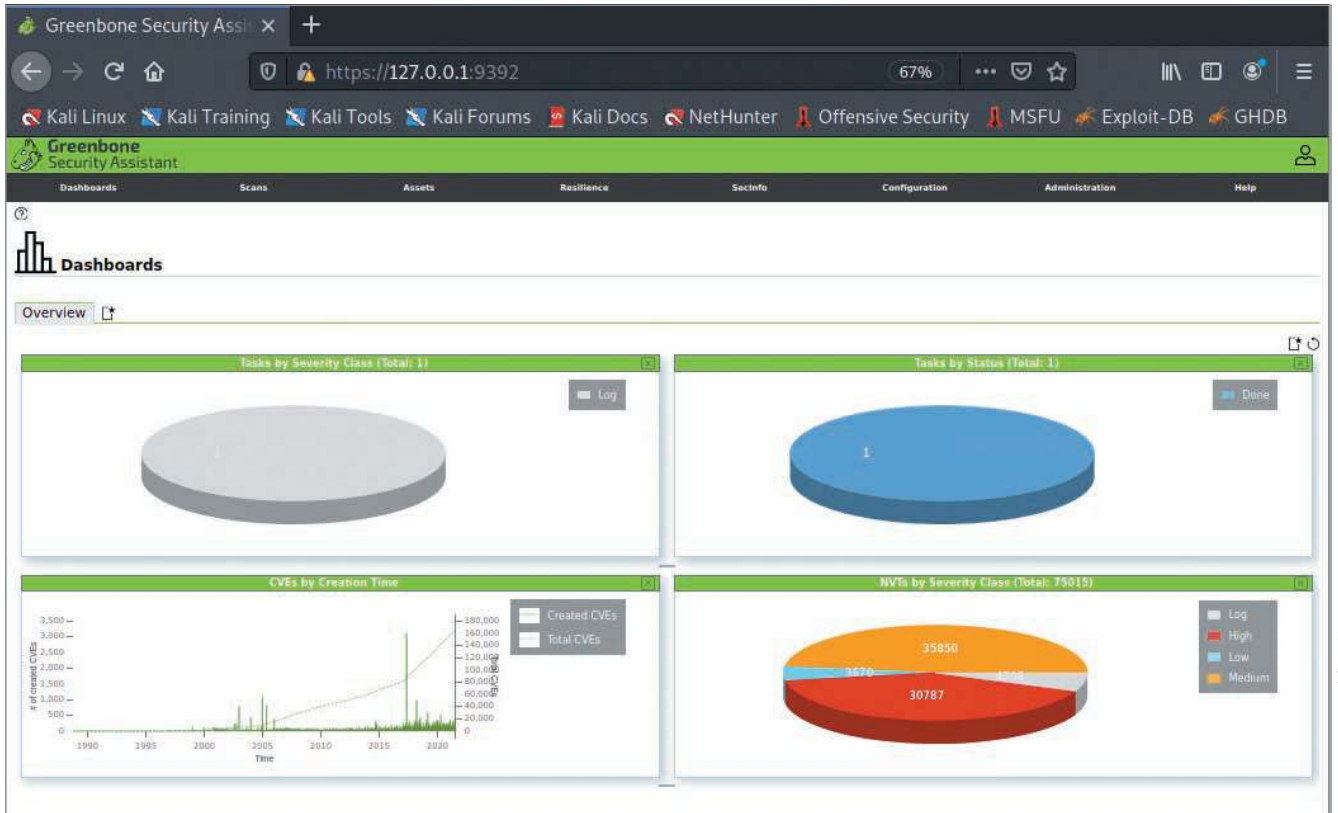 Greenbone Security Assis
https://127.0.0.1:9392
67%
Kali Linux Kali Training Kali Tools Kali Forums Kali Docs NetHunter Offensive Security MSFU Exploit-DB GHDB
Greenbone
Security Assistant
Dashboards Scans Assets Resilience SecInfo Configuration Administration Help
Dashboards
Overview
Tasks by Severity Class (Total: 1)
Log
1
Tasks by Status (Total: 1)
Done
1
CVEs by Creation Time
Created CVEs
Total CVEs
# of created CVEs
3,500
3,000
2,500
2,000
1,500
1,000
500
0
180,000
160,000
140,000
120,000
100,000
80,000
60,000
40,000
20,000
0
1990 1995 2000 2005 2010 2015 2020
Time
NVTs by Severity Class (Total: 75015)
Log
High
Low
Medium
35850
3670
30787